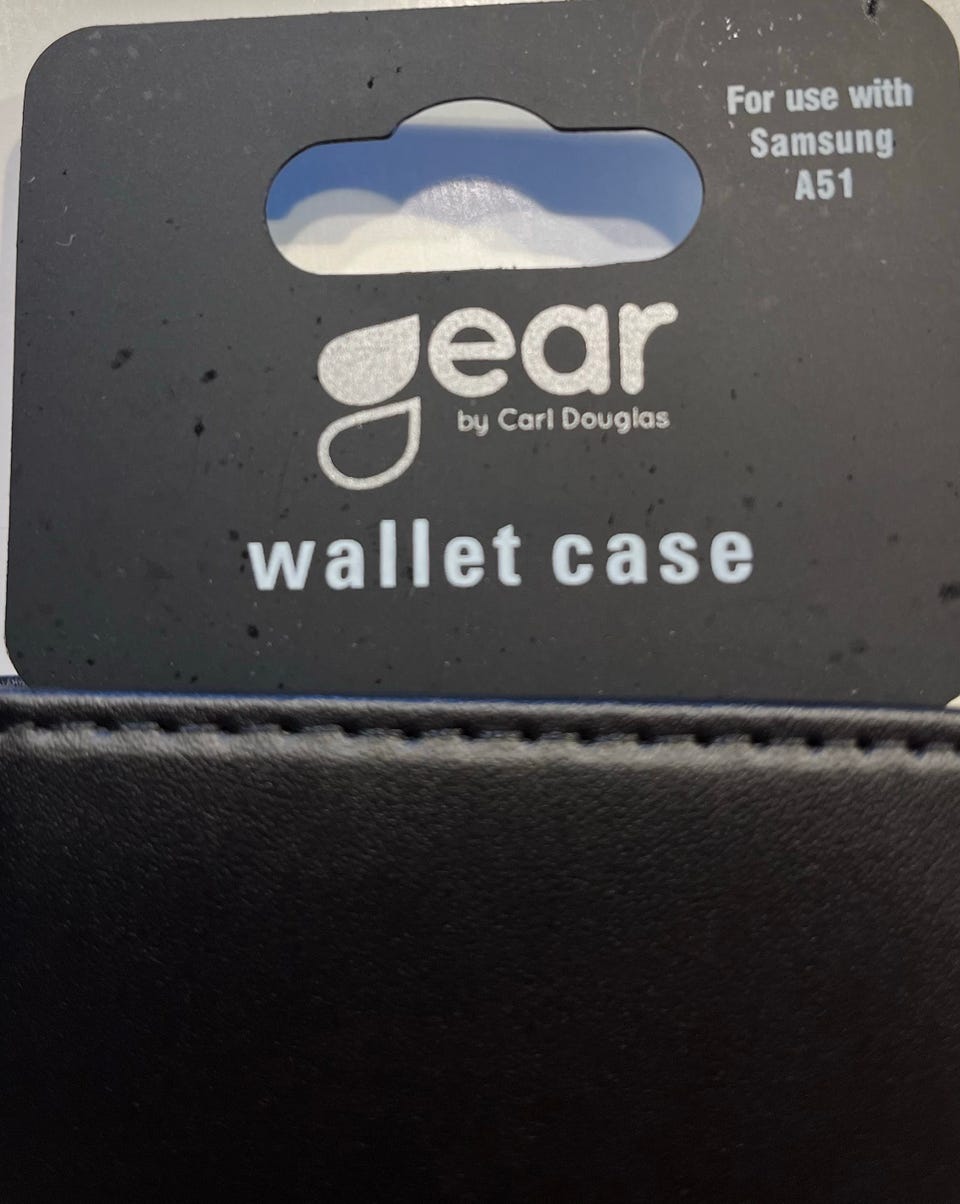 For use with
Samsung
A51
gear
by Carl Douglas
wallet case